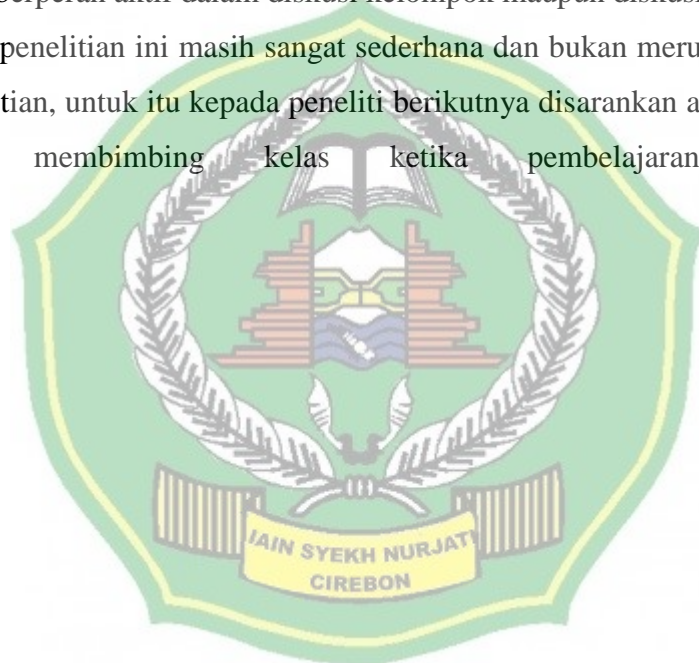 berperan aktif dalam diskusi kelompok maupun diskusi
penelitian ini masih sangat sederhana dan bukan meru
tian, untuk itu kepada peneliti berikutnya disarankan a
membimbing kelas ketika pembelajaran
IAIN SYEKH NURJATI
CIREBON